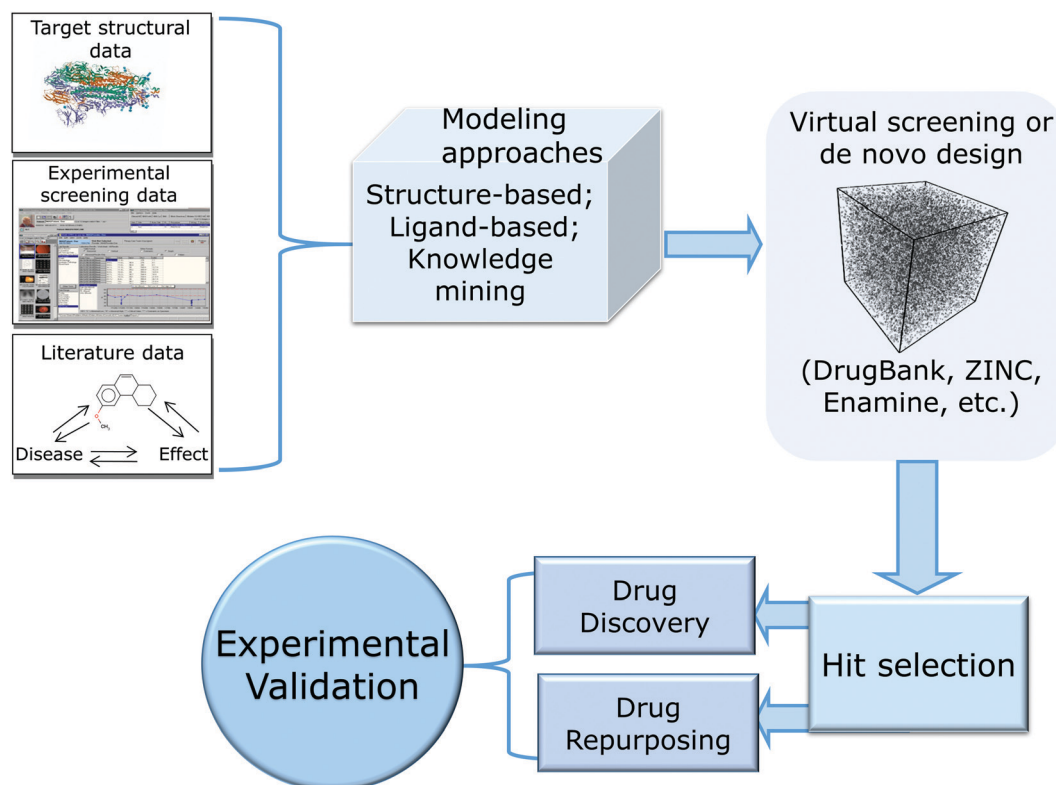 Target structural
data
Experimental
screening data
Literature data
CH3
Disease
Effect
Modeling
approaches
Structure-based;
Ligand-based;
Knowledge
mining
Virtual screening or
de novo design
(DrugBank, ZINC,
Enamine, etc.)
Hit selection
Drug
Discovery
Drug
Repurposing
Experimental
Validation